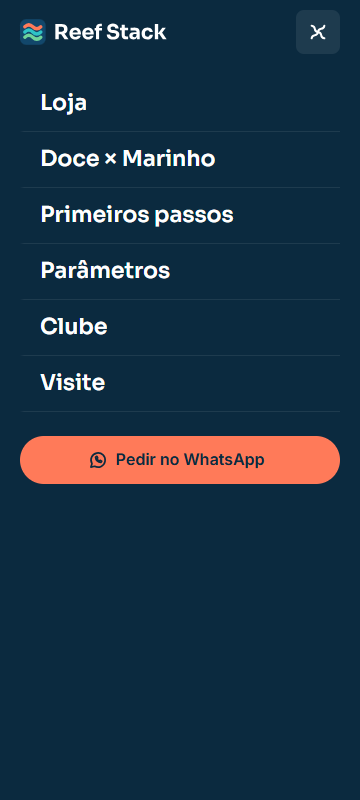 Reef Stack
Loja
Doce × Marinho
Primeiros passos
Parâmetros
Clube
Visite
Pedir no WhatsApp